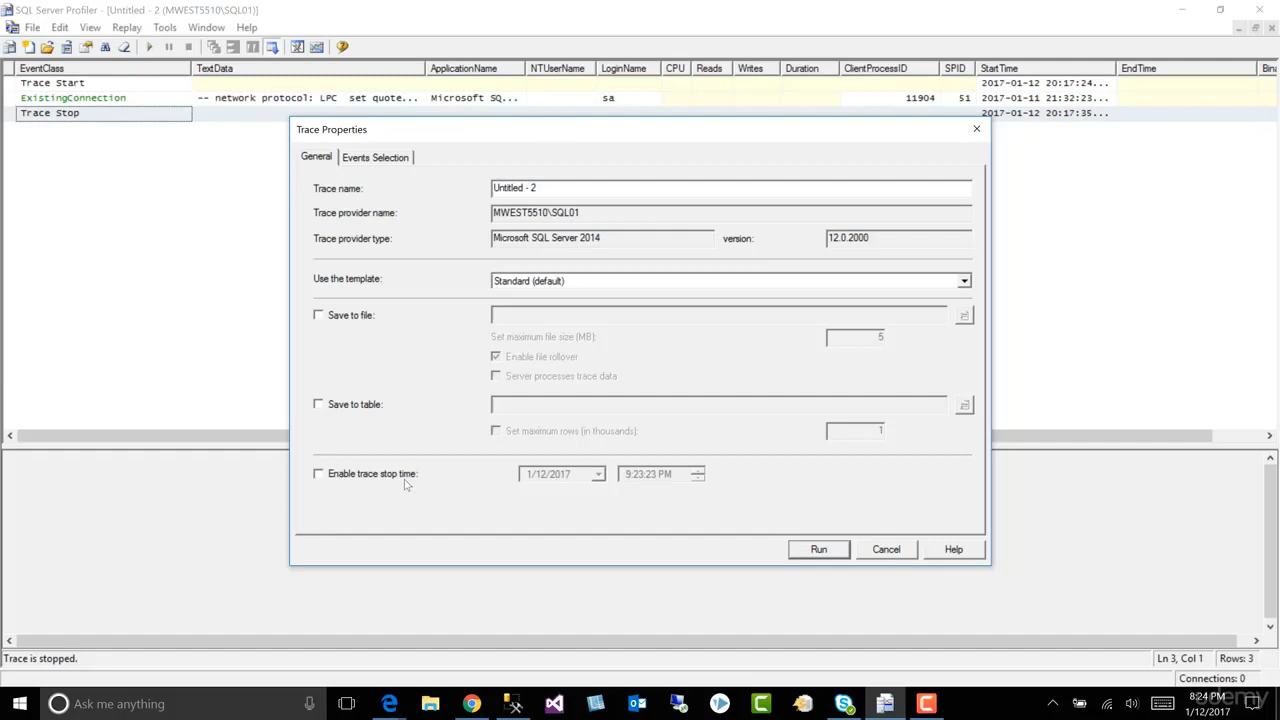 SQL Server Profiler - [Untitled - 2 (MWEST5510\SQL01)]
File Edit View Replay Tools Window Help
EventClass TextData ApplicationName NTUserName LoginName CPU Reads Writes Duration ClientProcessID SPID StartTime EndTime Bina
Trace Start 2017-01-12 20:17:24...
ExistingConnection -- network protocol: LPC set quote... Microsoft SQ... sa 11904 51 2017-01-11 21:32:23...
Trace Stop 2017-01-12 20:17:35...
Trace Properties
General Events Selection
Trace name: Untitled - 2
Trace provider name: MWEST5510\SQL01
Trace provider type: Microsoft SQL Server 2014 version: 12.0.2000
Use the template: Standard (default)
Save to file:
Set maximum file size (MB): 5
Enable file rollover
Server processes trace data
Save to table:
Set maximum rows (in thousands): 1
Enable trace stop time: 1/12/2017 9:23:23 PM
Run Cancel Help
Trace is stopped. Ln 3, Col 1 Rows: 3
Connections: 0
Ask me anything 8:24 PM
1/12/2017
udemy